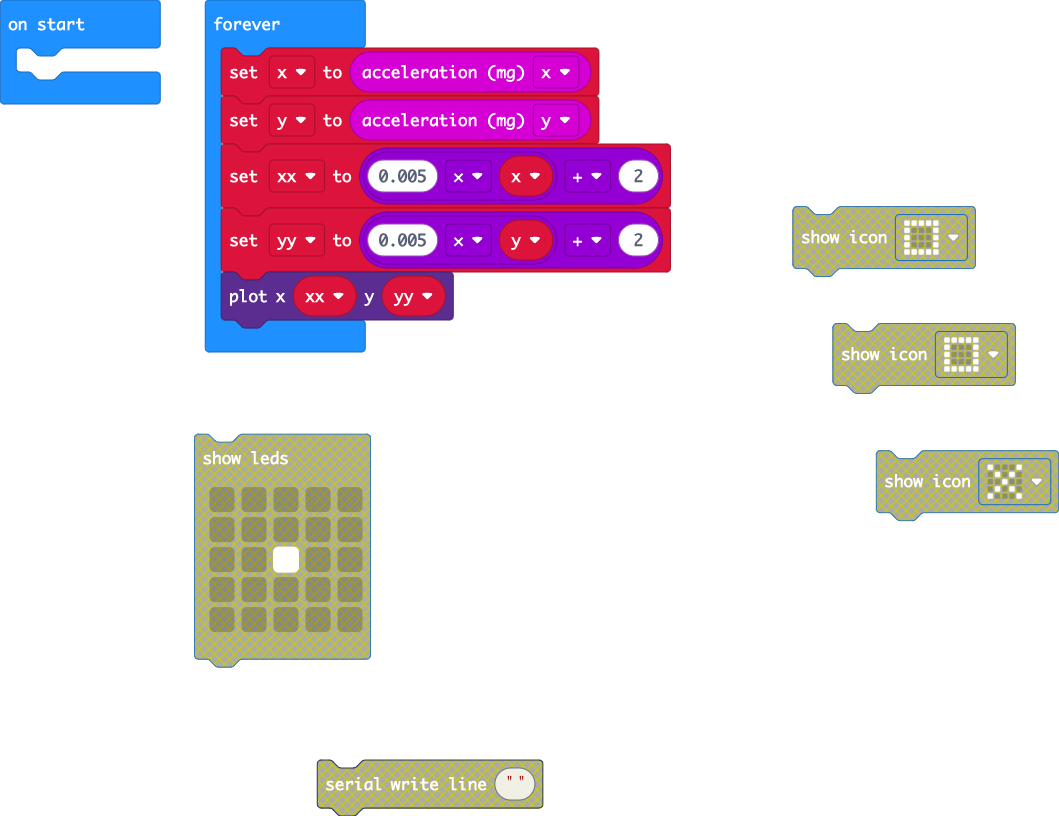 on start
forever
set x to acceleration (mg) x
set y to acceleration (mg) y
set xx to 0.005 × x + 2
set yy to 0.005 × y + 2
plot x xx y yy
show icon
show icon
show icon
show leds
serial write line " "